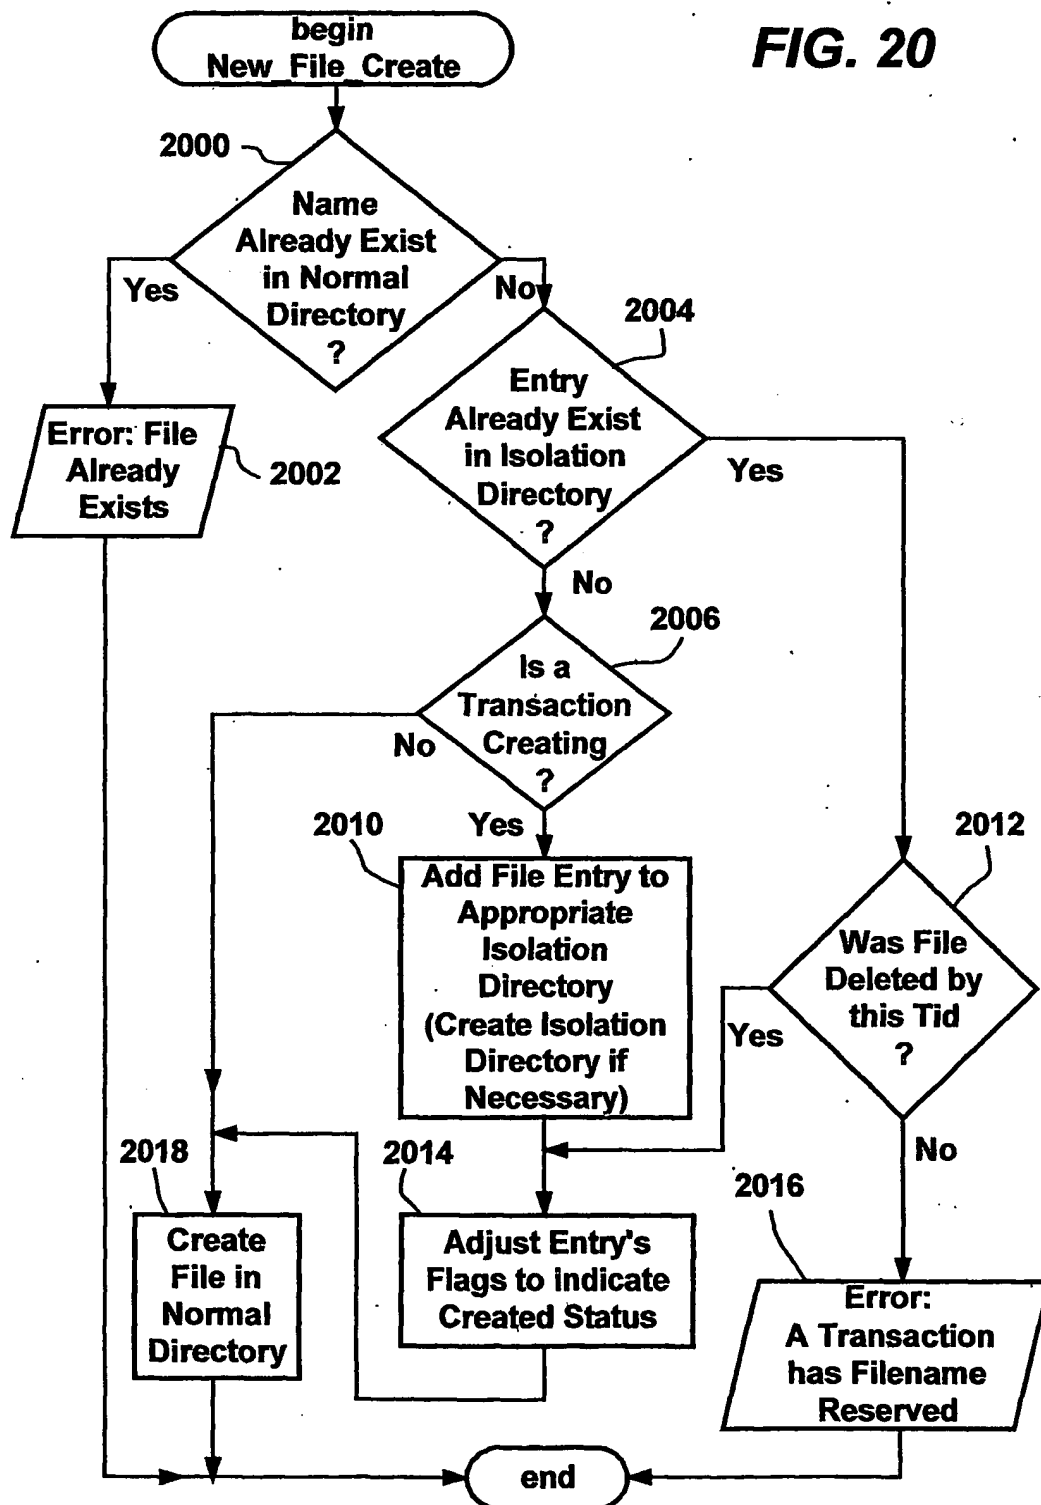 begin
New_File_Create
FIG. 20
2000
Name
Already Exist
in Normal
Directory
?
Yes
No
2004
Entry
Already Exist
in Isolation
Directory
?
Yes
No
Error: File
Already
Exists
2002
2006
Is a
Transaction
Creating
?
No
Yes
2010
Add File Entry to
Appropriate
Isolation
Directory
(Create Isolation
Directory if
Necessary)
2012
Was File
Deleted by
this Tid
?
Yes
No
2018
Create
File in
Normal
Directory
2014
Adjust Entry's
Flags to indicate
Created Status
2016
Error:
A Transaction
has Filename
Reserved
end